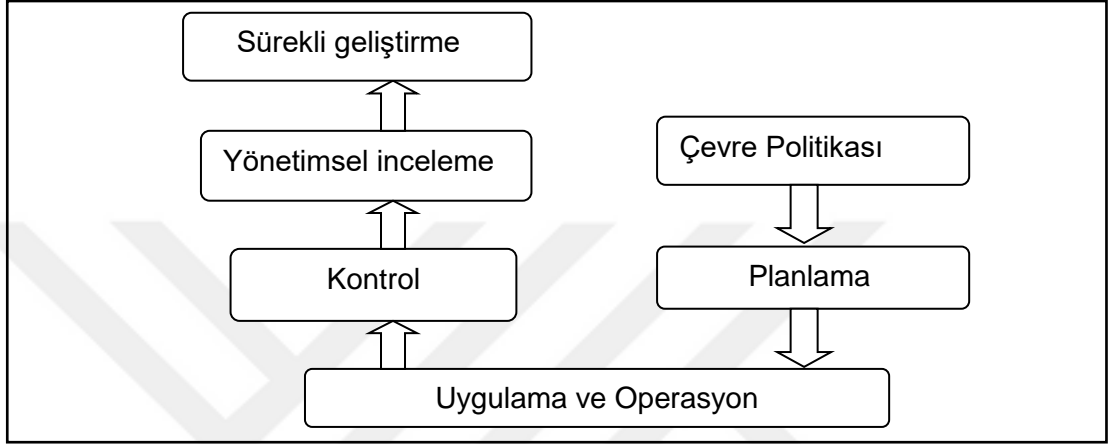 Sürekli geliştirme
Yönetimsel inceleme
Çevre Politikası
Kontrol
Planlama
Uygulama ve Operasyon